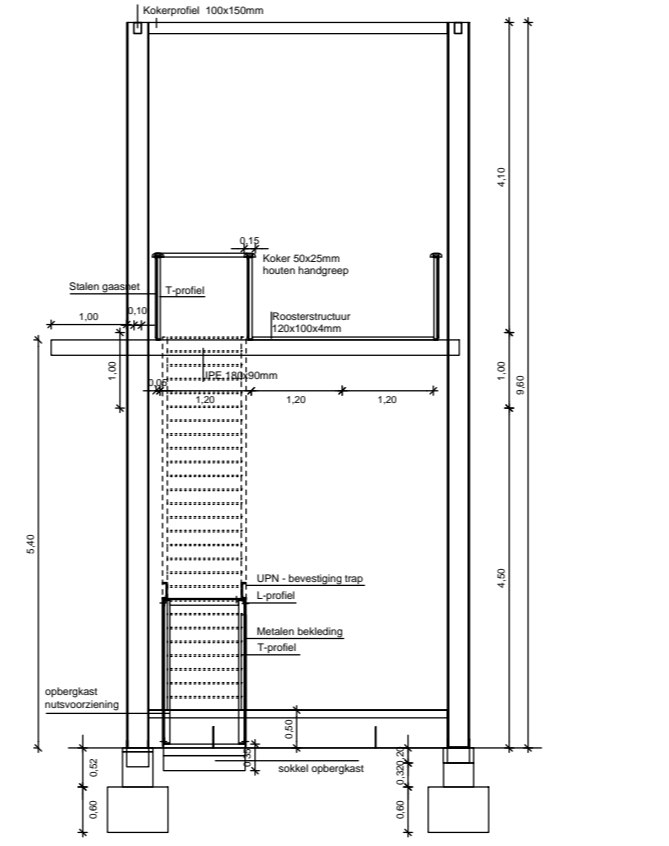 Kokerprofiel 100x150mm
4,10
0,15
Koker 50x25mm
houten handgreep
Stalen gaasnet
T-profiel
1,00
0,10
Roosterstructuur
120x100x4mm
1,00
IPE 180x90mm
0,05
1,20
1,20
1,20
1,00
9,60
5,40
4,50
UPN - bevestiging trap
L-profiel
Metalen bekleding
T-profiel
opbergkast
nutsvoorziening
0,50
0,35
sokkel opbergkast
0,52
0,60
0,20
0,32
0,60